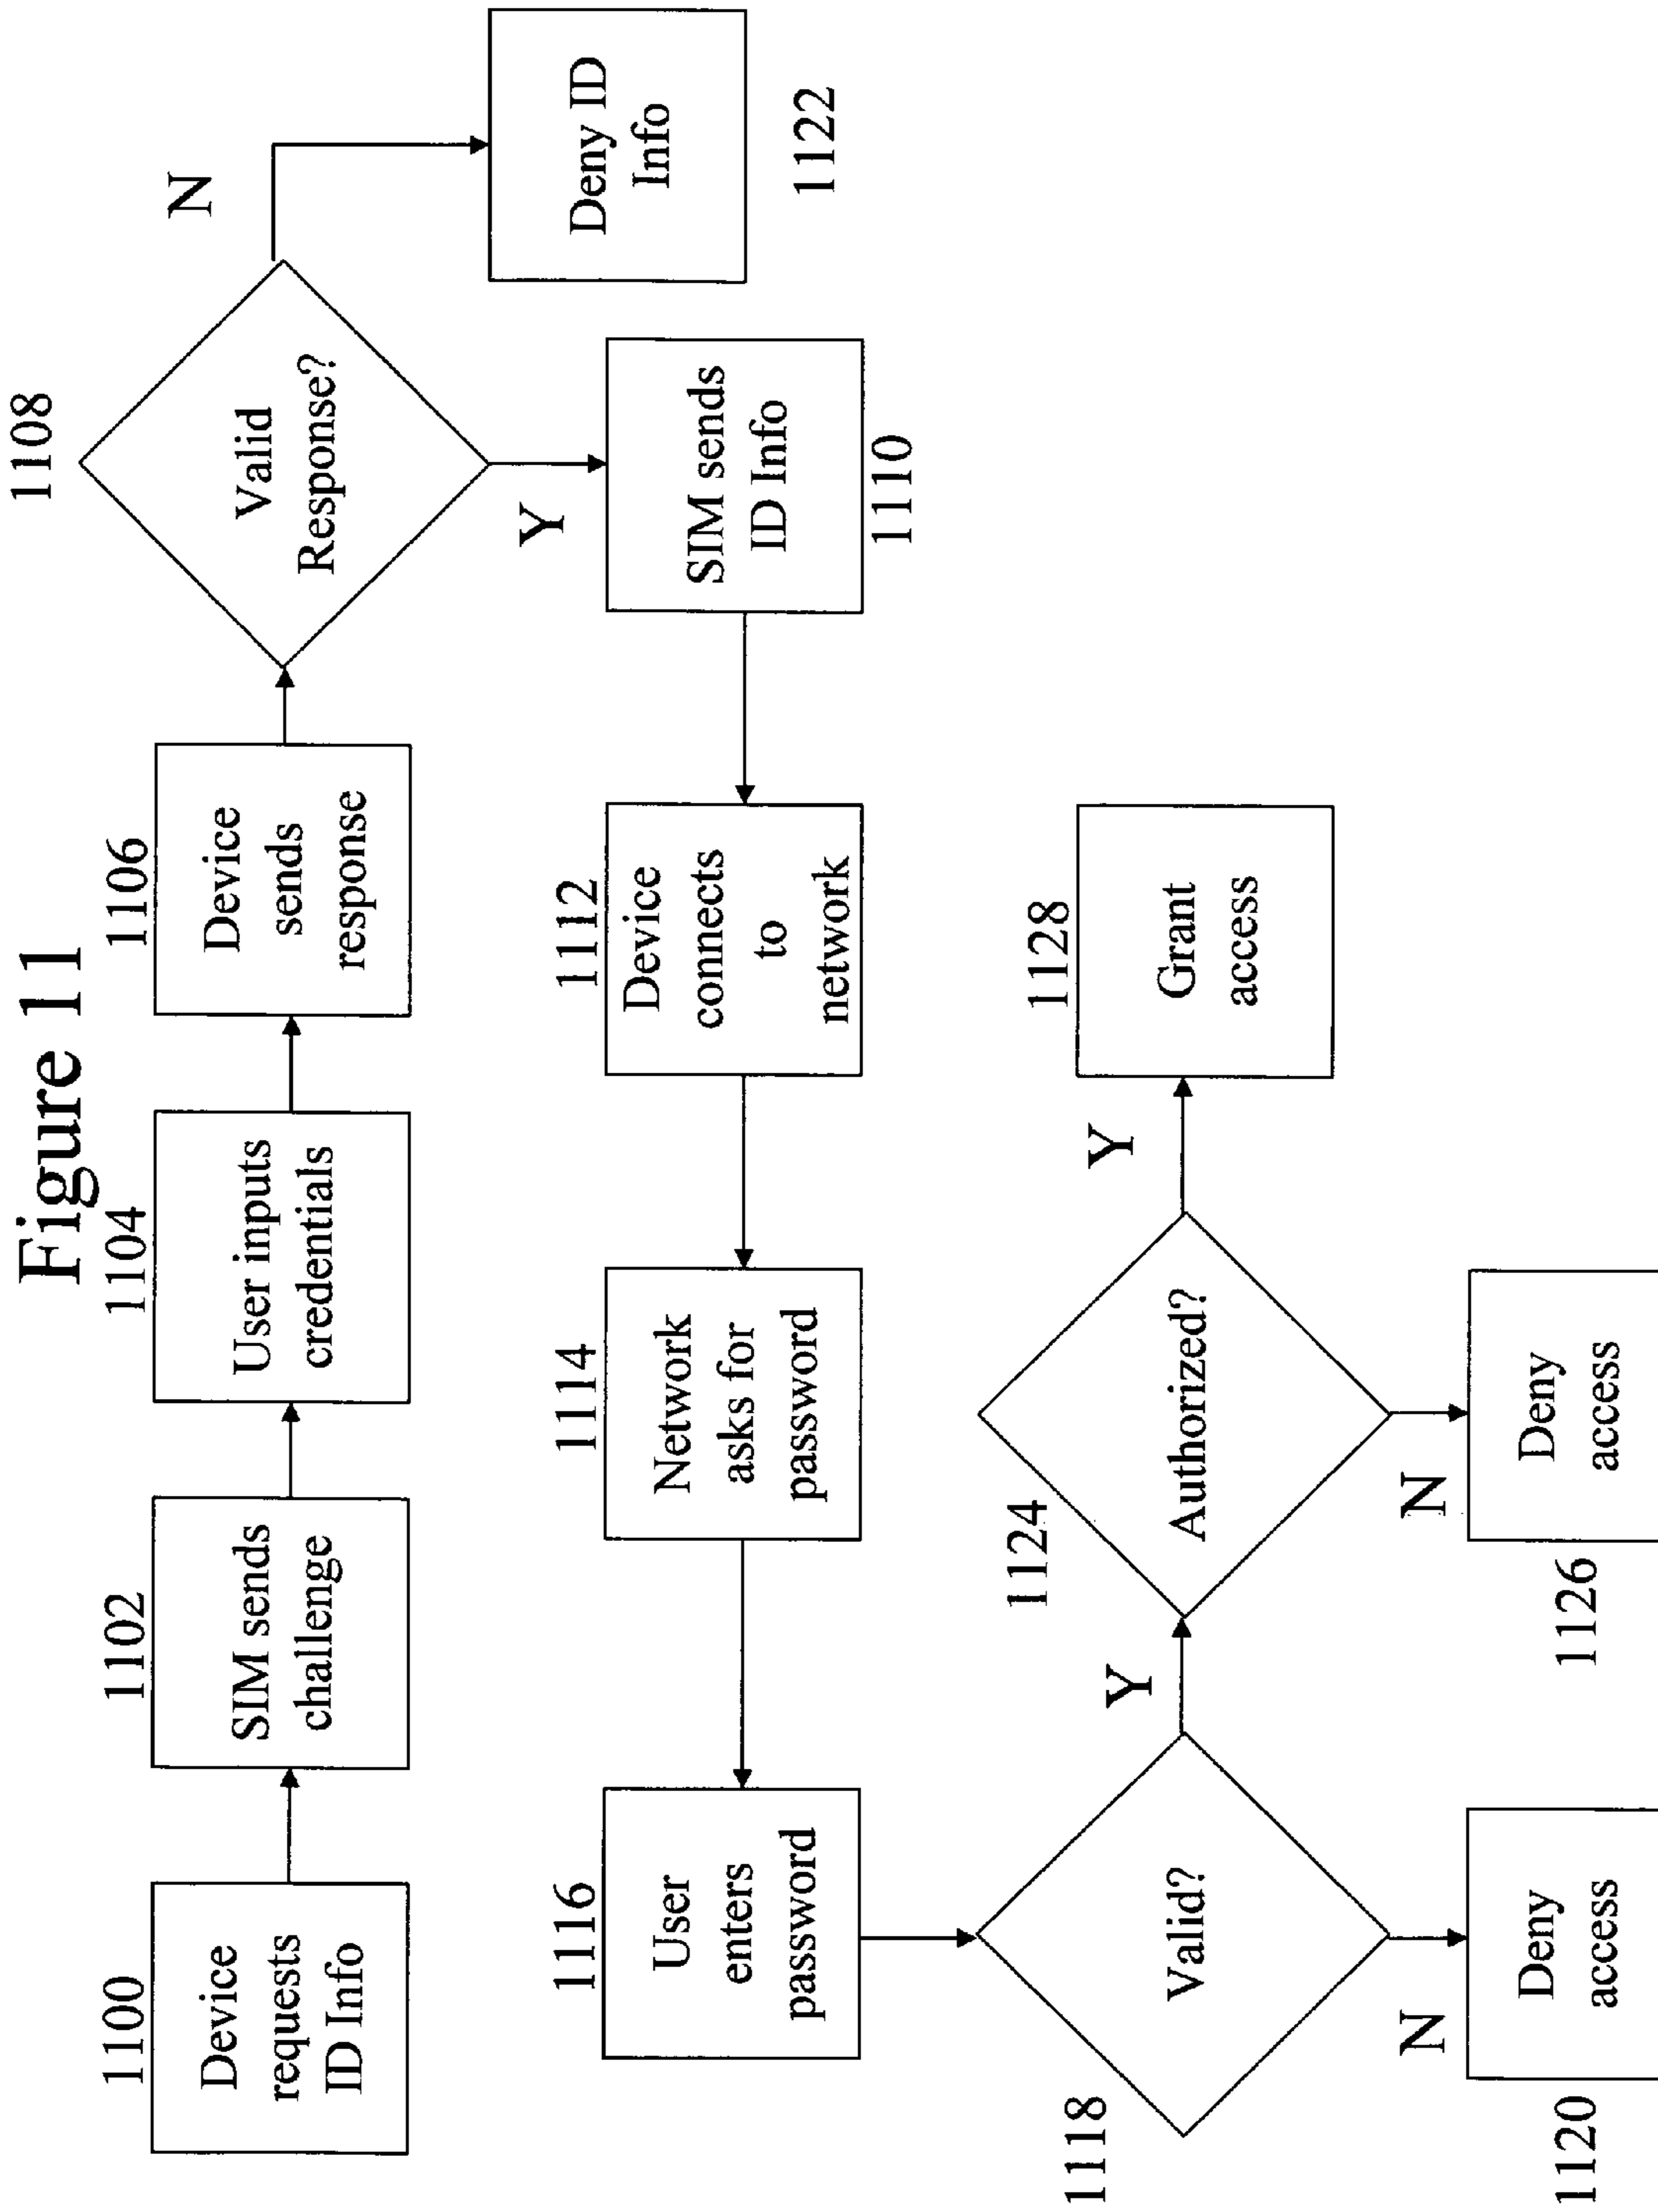 Figure 11
1100
Device
requests
ID Info
1102
SIM sends
challenge
1104
User inputs
credentials
1106
Device
sends
response
1108
Valid
Response?
N
Deny ID
Info
1122
Y
SIM sends
ID Info
1110
1112
Device
connects
to
network
1114
Network
asks for
password
1116
User
enters
password
1118
Valid?
N
Deny
access
1120
Y
1124
Authorized?
N
Deny
access
1126
Y
1128
Grant
access